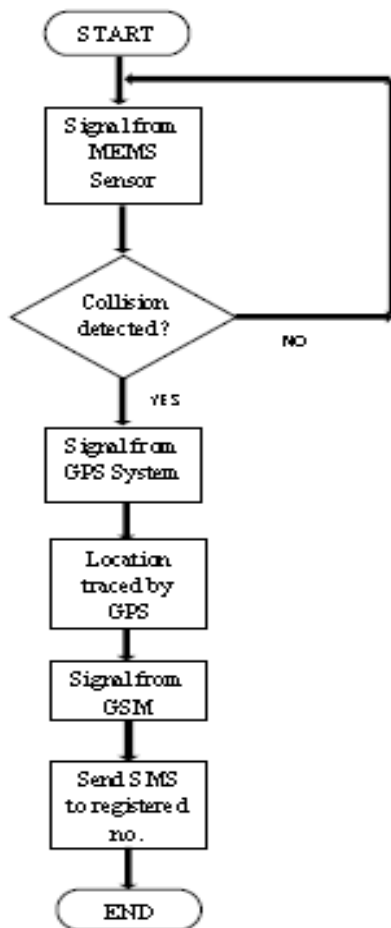 START
Signal from
MEMS
Sensor
Collision
detected?
NO
YES
Signal from
GPS System
Location
traced by
GPS
Signal from
GSM
Send SMS
to registered
no.
END